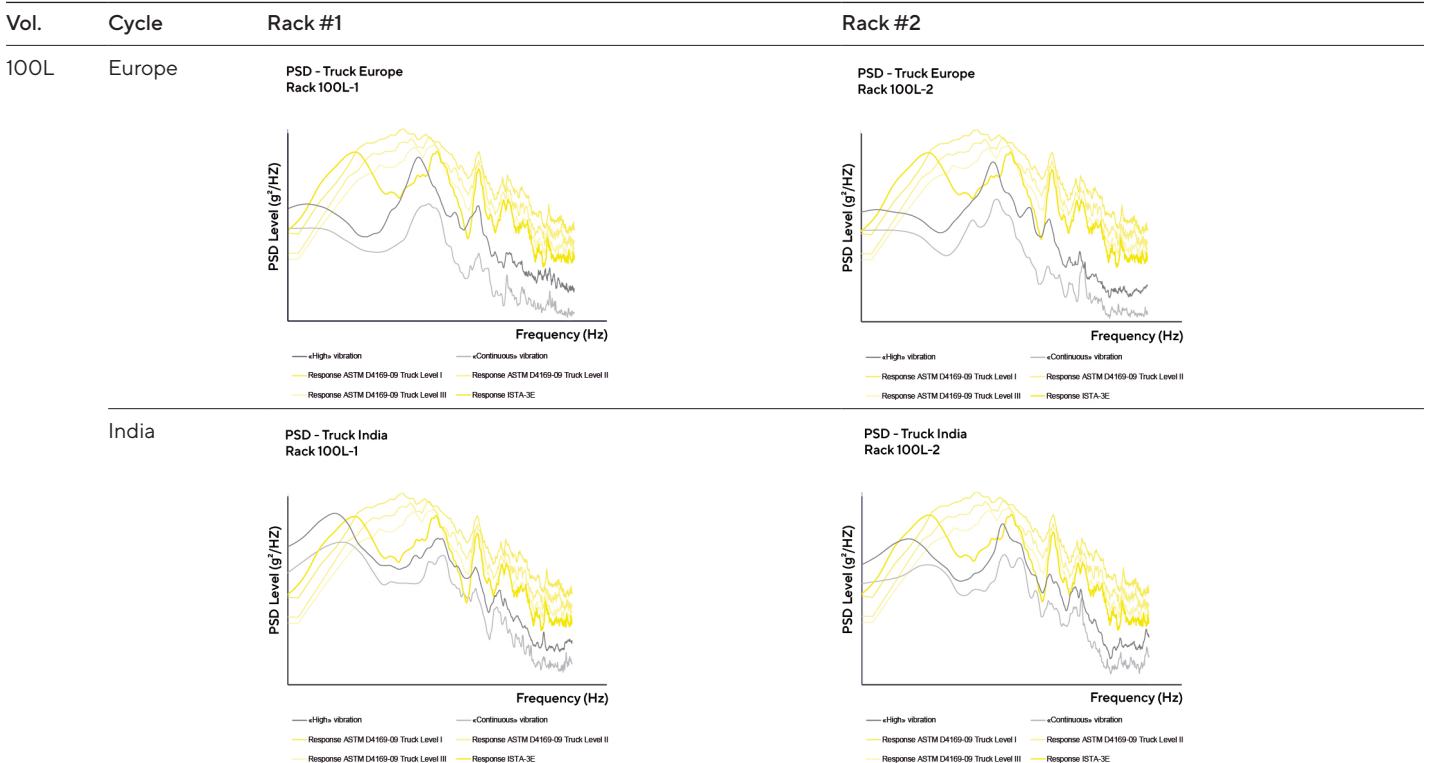 Vol. Cycle Rack #1 Rack #2
100L Europe
PSD - Truck Europe
Rack 100L-1
PSD Level (g²/HZ)
Frequency (Hz)
«High» vibration «Continuous» vibration
Response ASTM D4169-09 Truck Level I Response ASTM D4169-09 Truck Level II
Response ASTM D4169-09 Truck Level III Response ISTA-3E
PSD - Truck Europe
Rack 100L-2
PSD Level (g²/HZ)
Frequency (Hz)
«High» vibration «Continuous» vibration
Response ASTM D4169-09 Truck Level I Response ASTM D4169-09 Truck Level II
Response ASTM D4169-09 Truck Level III Response ISTA-3E
India
PSD - Truck India
Rack 100L-1
PSD Level (g²/HZ)
Frequency (Hz)
«High» vibration «Continuous» vibration
Response ASTM D4169-09 Truck Level I Response ASTM D4169-09 Truck Level II
Response ASTM D4169-09 Truck Level III Response ISTA-3E
PSD - Truck India
Rack 100L-2
PSD Level (g²/HZ)
Frequency (Hz)
«High» vibration «Continuous» vibration
Response ASTM D4169-09 Truck Level I Response ASTM D4169-09 Truck Level II
Response ASTM D4169-09 Truck Level III Response ISTA-3E